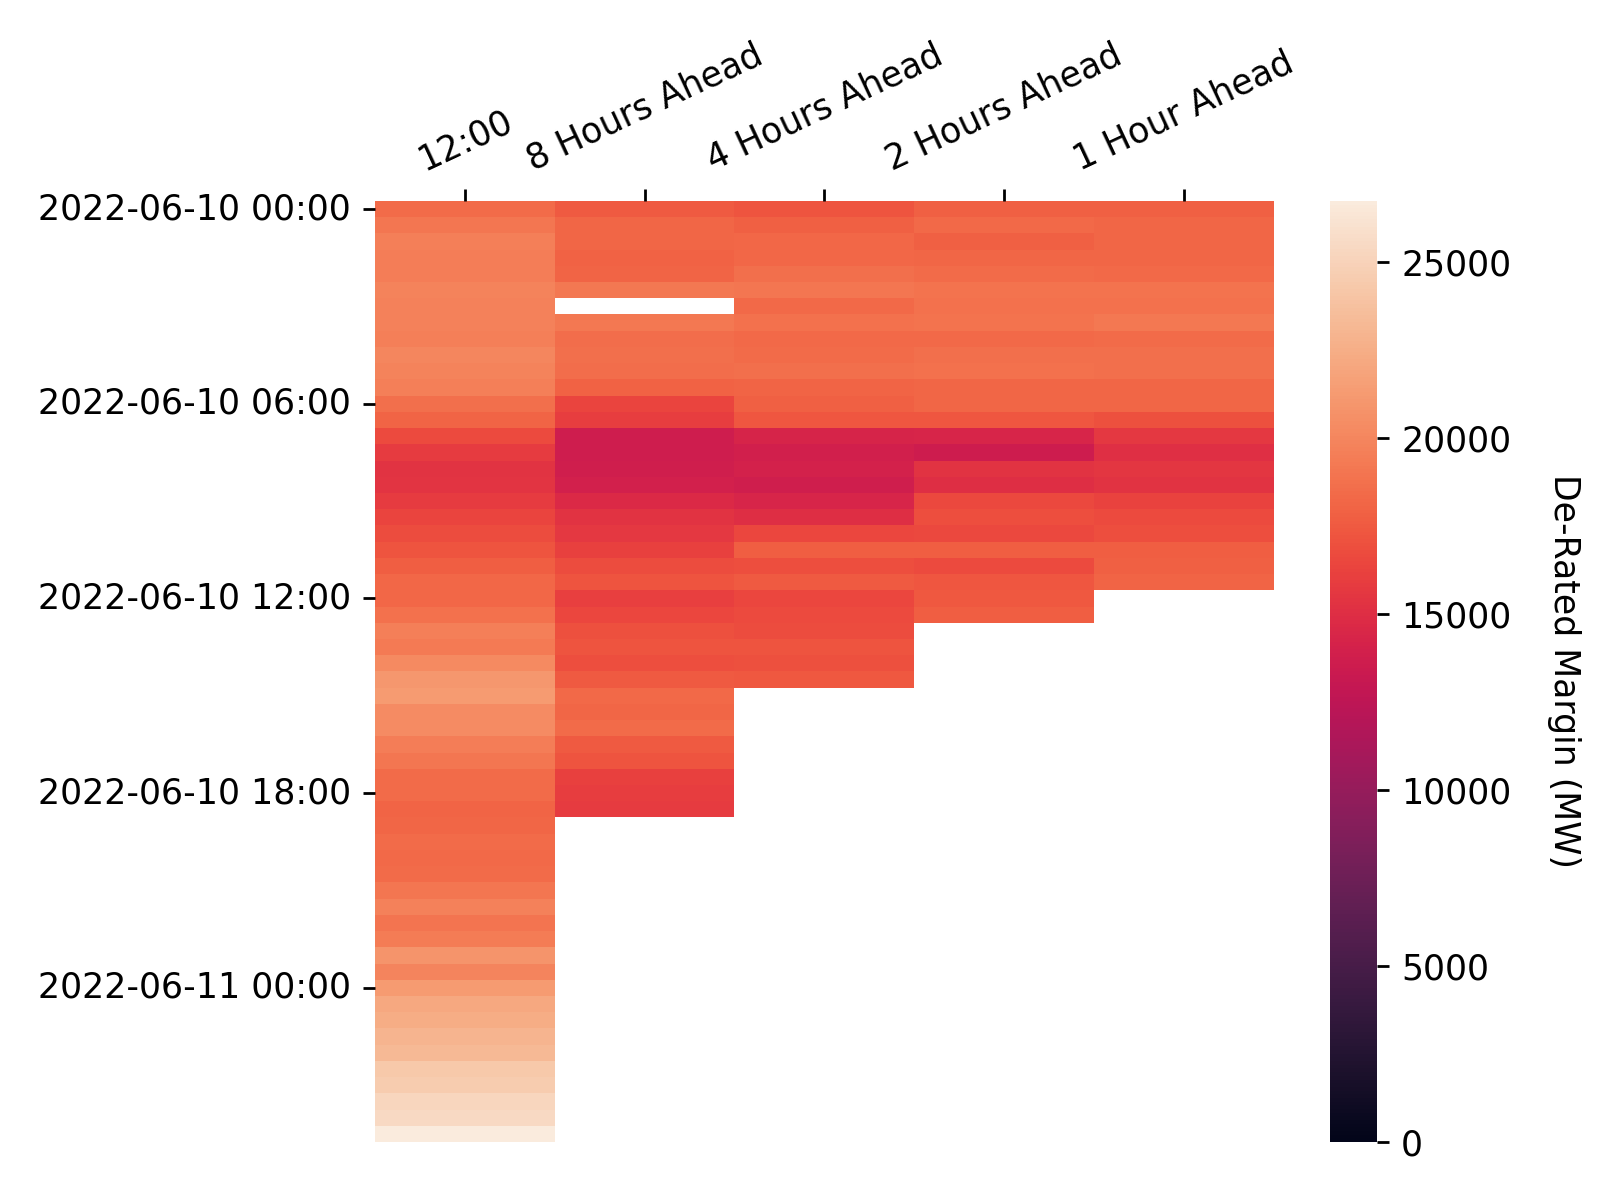 12:00
8 Hours Ahead
4 Hours Ahead
2 Hours Ahead
1 Hour Ahead
2022-06-10 00:00
2022-06-10 06:00
2022-06-10 12:00
2022-06-10 18:00
2022-06-11 00:00
25000
20000
15000
10000
5000
0
De-Rated Margin (MW)